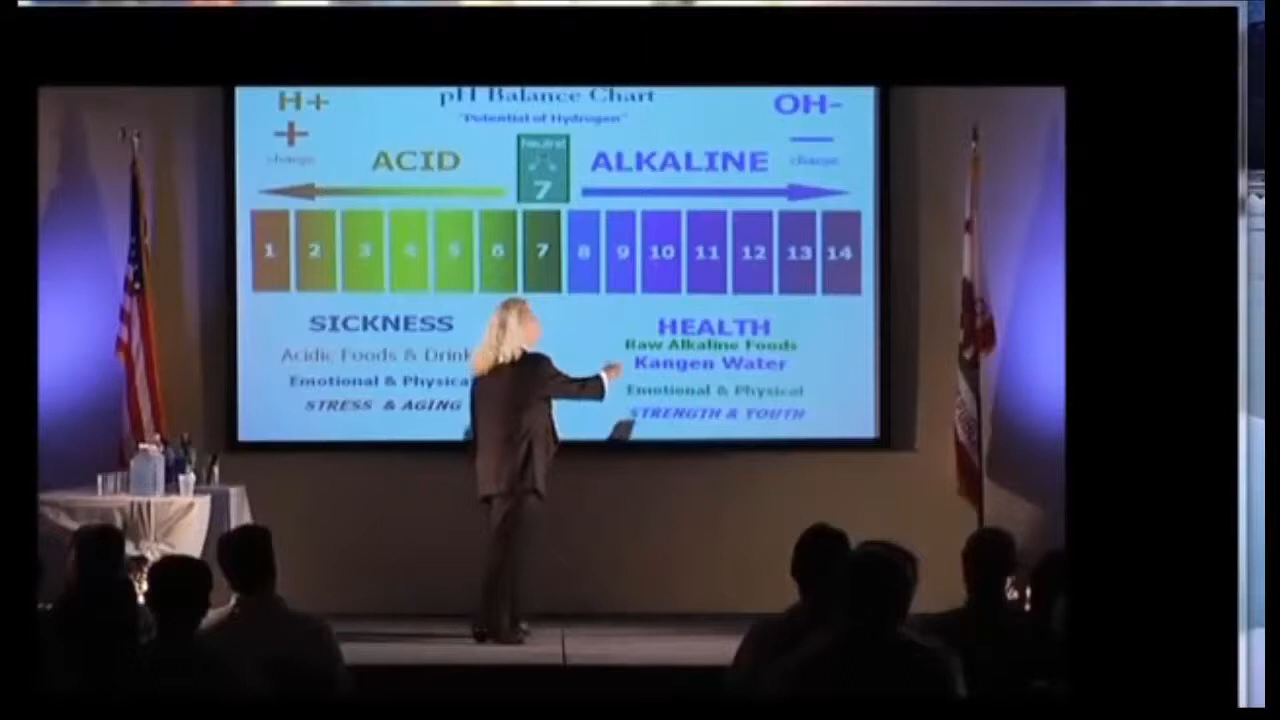 pH Balance Chart
"Potential of Hydrogen"
H+
+
charge
OH-
charge
ACID
Neutral
7
ALKALINE
1 2 3 4 5 6 7 8 9 10 11 12 13 14
SICKNESS
Acidic Foods & Drink
Emotional & Physica
STRESS & AGING
HEALTH
Raw Alkaline Foods
Kangen Water
Emotional & Physical
STRENGTH & YOUTH